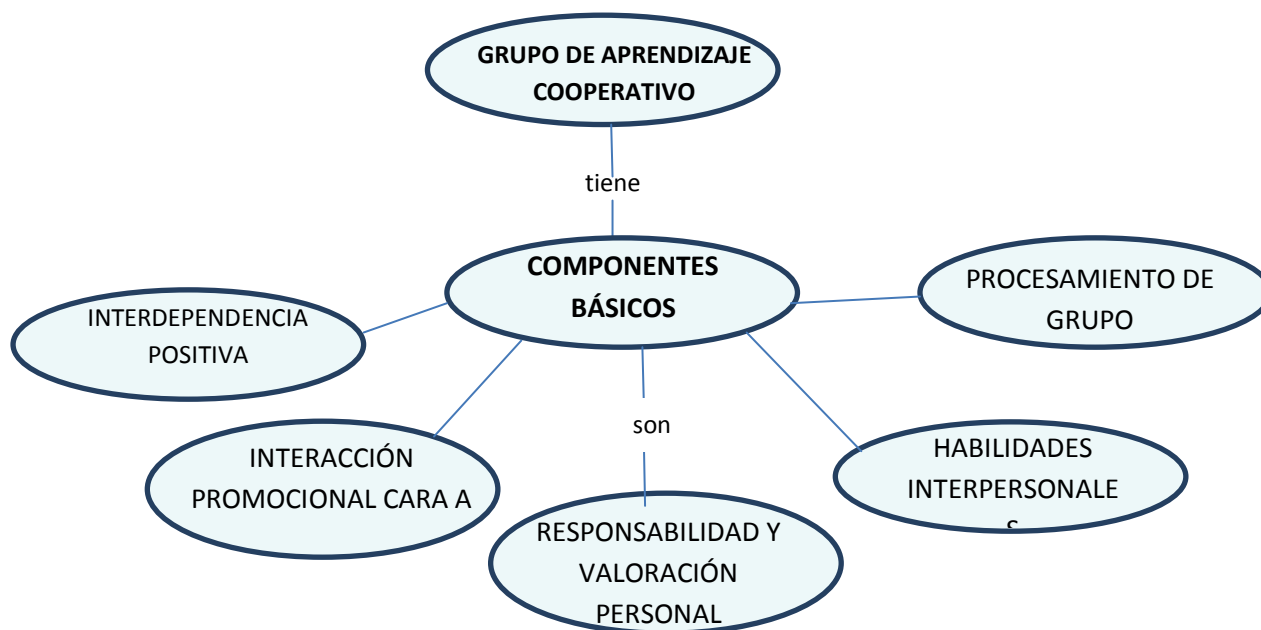 GRUPO DE APRENDIZAJE
COOPERATIVO
tiene
COMPONENTES
BÁSICOS
PROCESAMIENTO DE
GRUPO
INTERDEPENDENCIA
POSITIVA
son
INTERACCIÓN
PROMOCIONAL CARA A
HABILIDADES
INTERPERSONALE
S
RESPONSABILIDAD Y
VALORACIÓN
PERSONAL